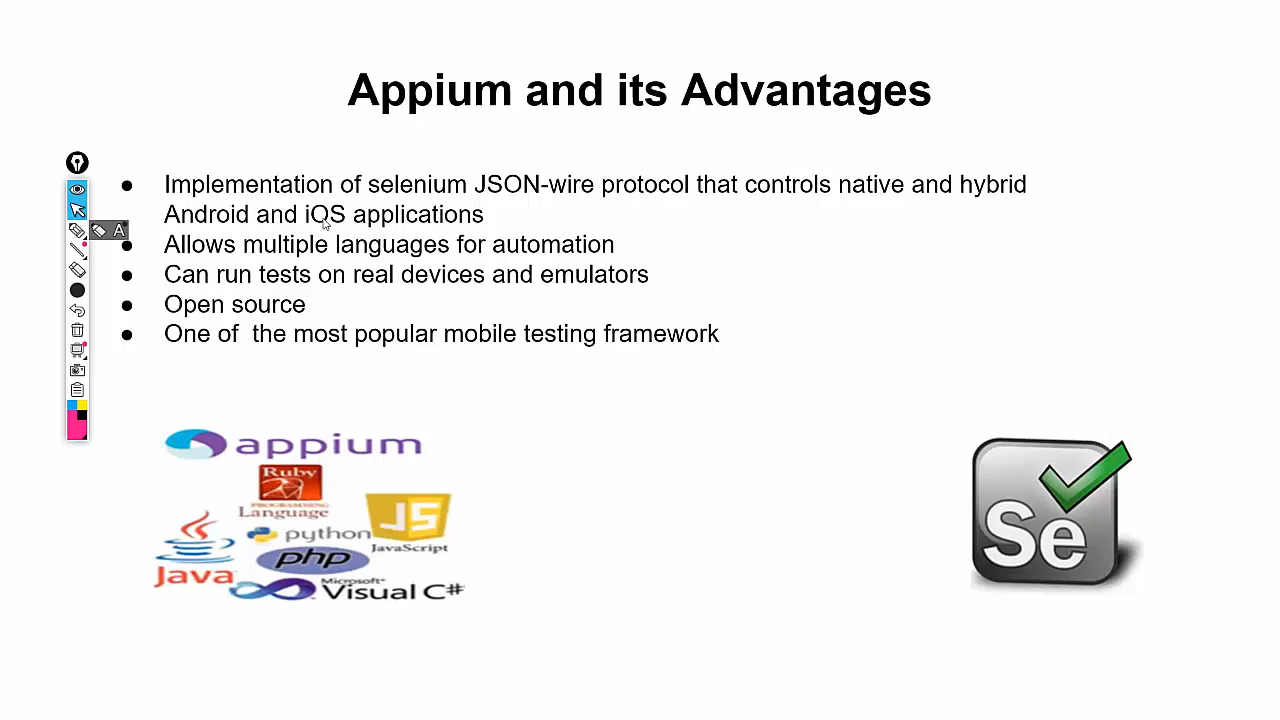 Appium and its Advantages
● Implementation of selenium JSON-wire protocol that controls native and hybrid
Android and iOS applications
● Allows multiple languages for automation
● Can run tests on real devices and emulators
● Open source
● One of  the most popular mobile testing framework
A
appium
Ruby
PROGRAMMING
Language
JS
JavaScript
python
php
Java
Microsoft
Visual C#
Se